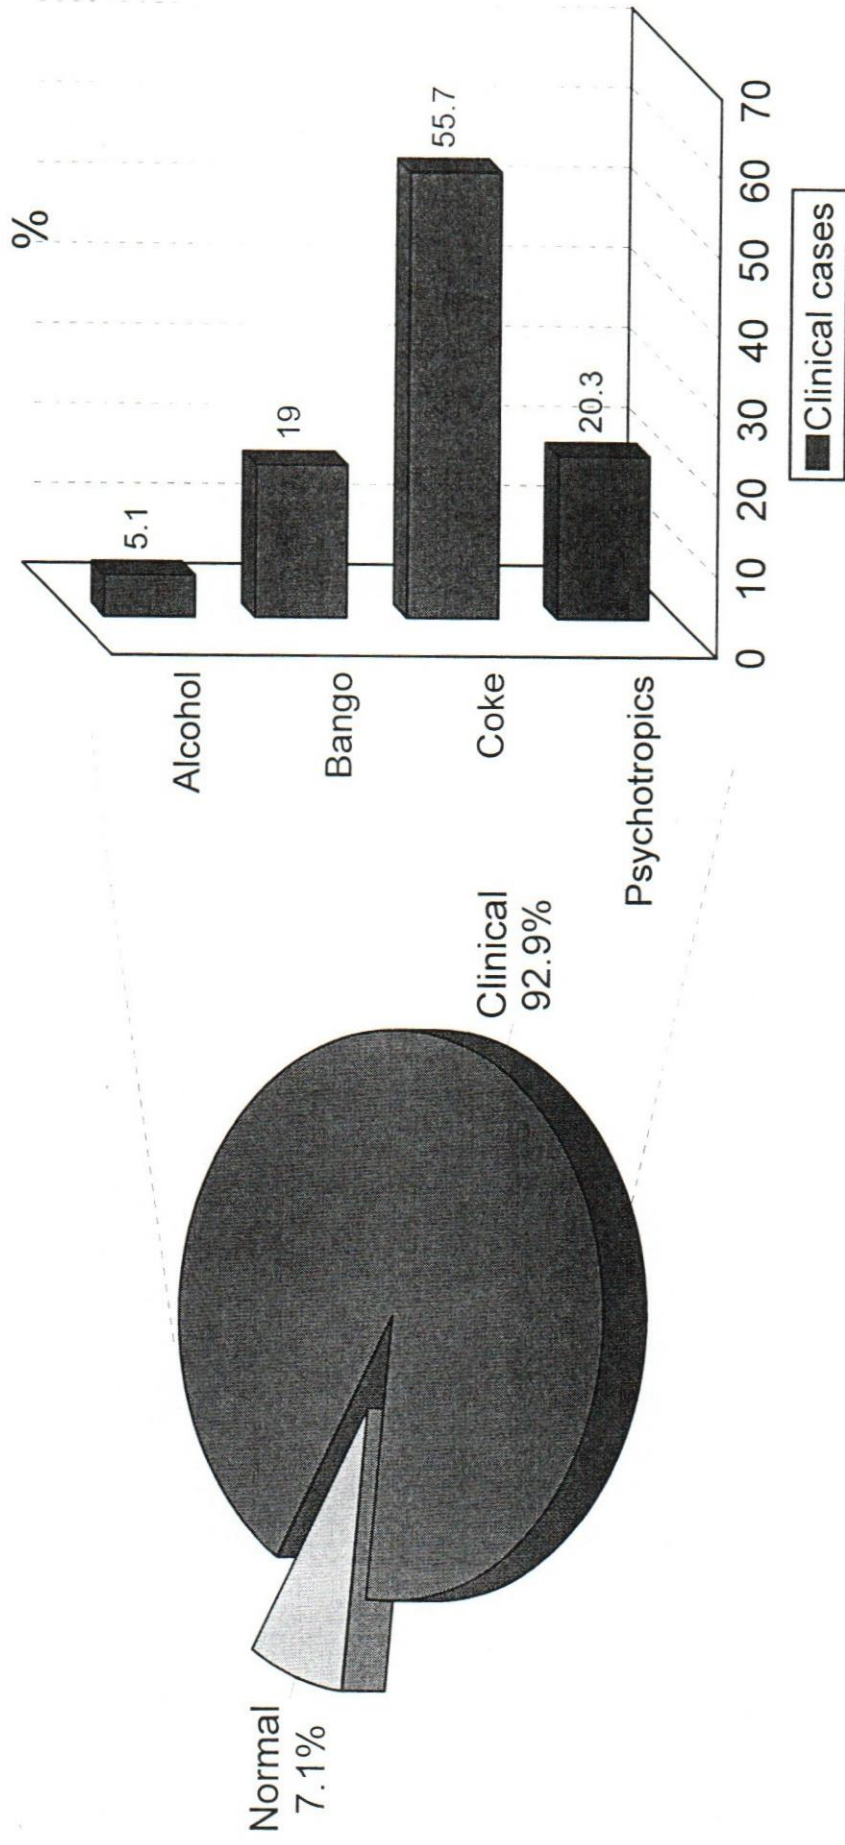 Normal
7.1%
Clinical
92.9%
%
Alcohol
5.1
Bango
19
Coke
55.7
Psychotropics
20.3
0 10 20 30 40 50 60 70
Clinical cases